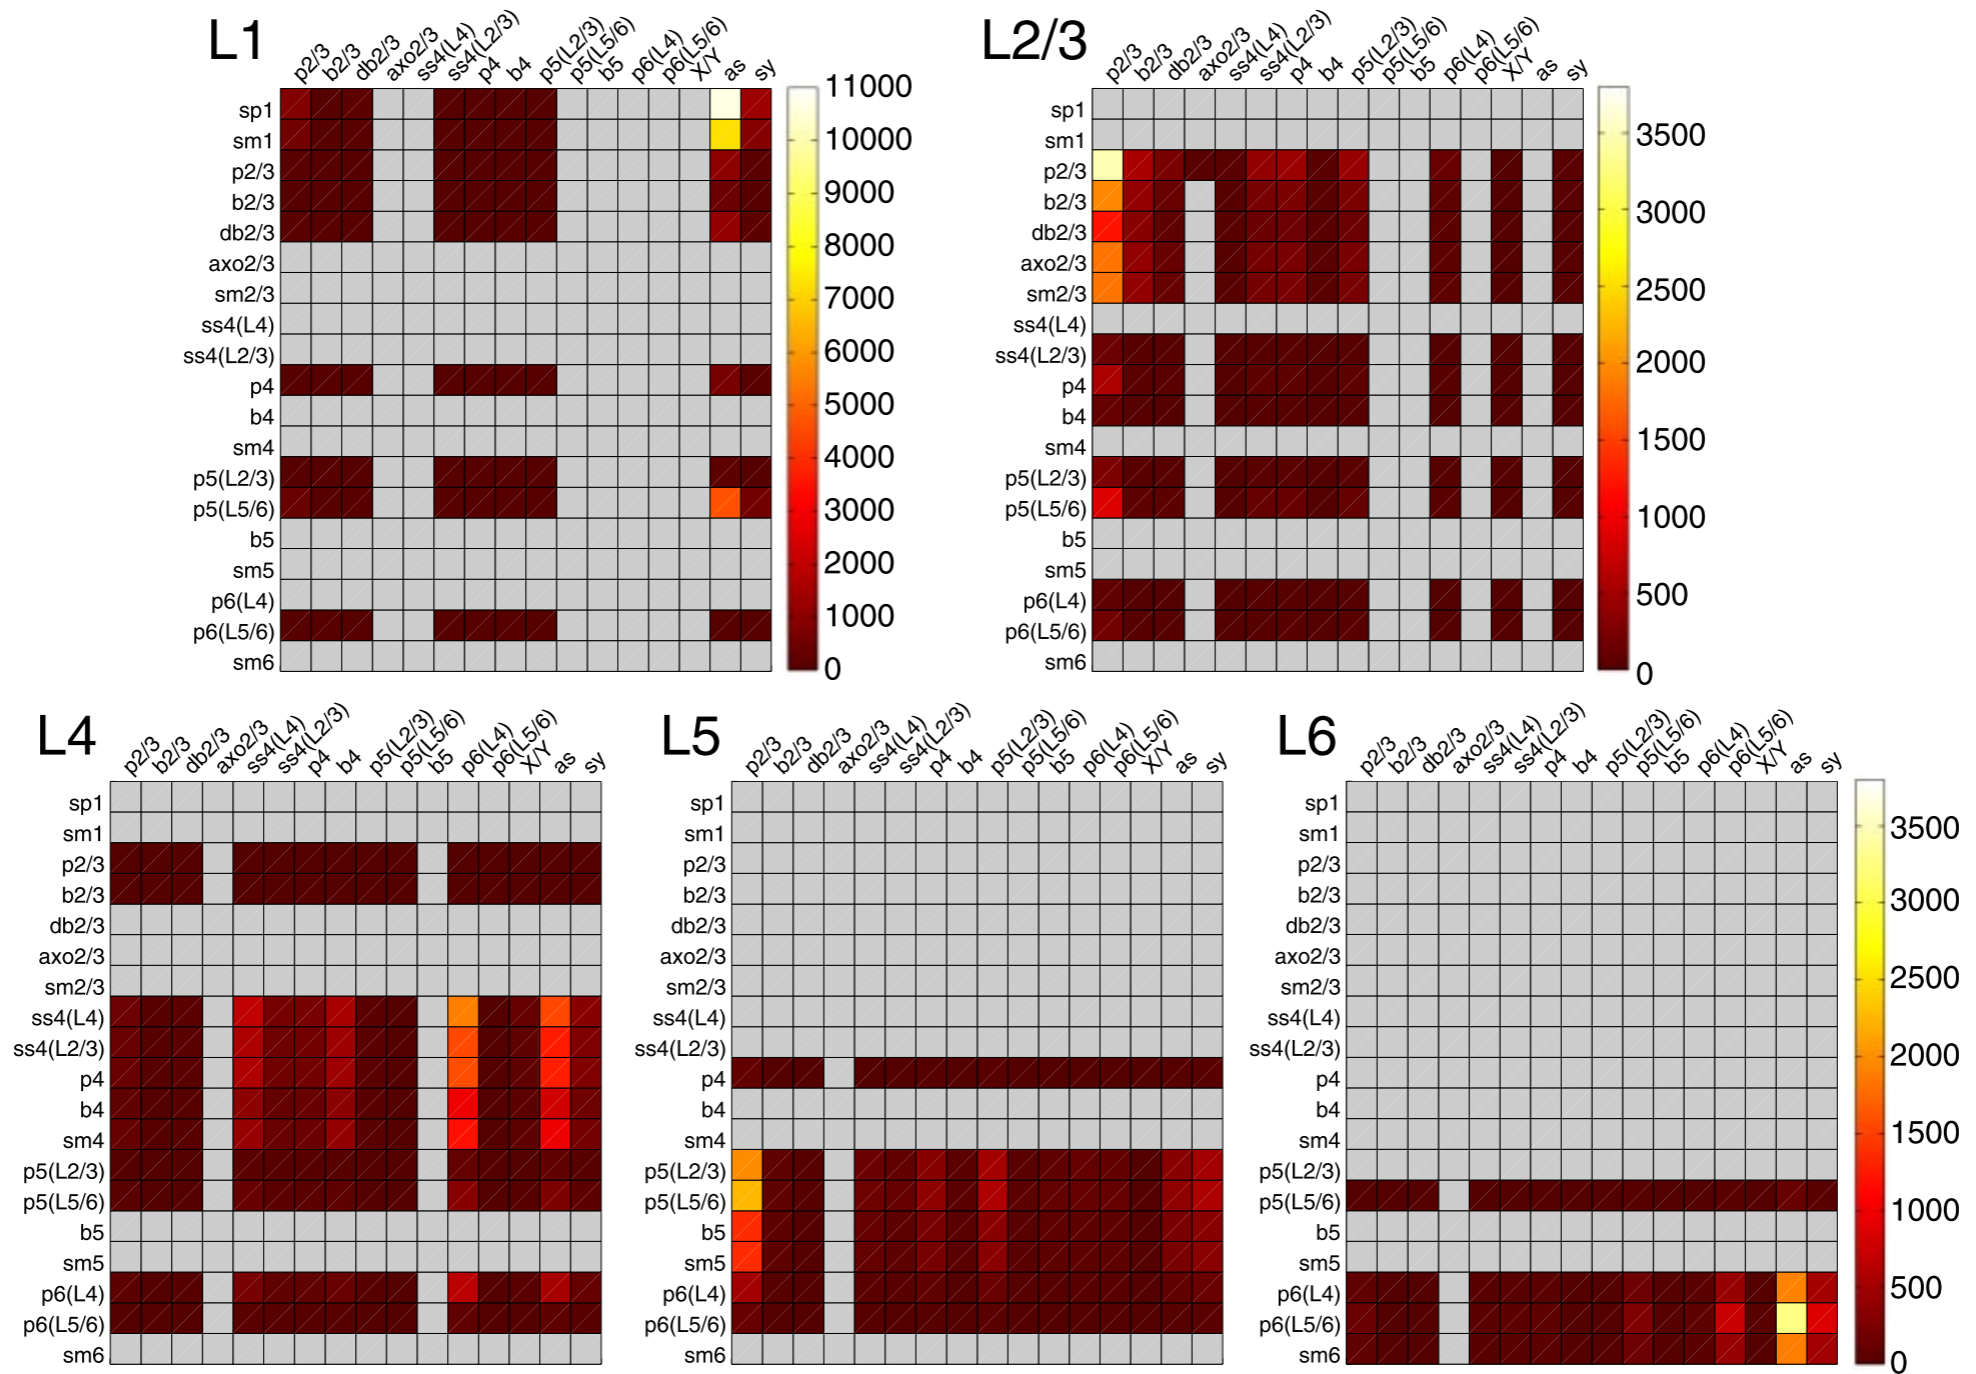 L1
p2/3 b2/3 db2/3 axo2/3 ss4(L4) ss4(L2/3) p4 b4 p5(L2/3) p5(L5/6) b5 p6(L4) p6(L5/6) X/Y as sy
sp1
sm1
p2/3
b2/3
db2/3
axo2/3
sm2/3
ss4(L4)
ss4(L2/3)
p4
b4
sm4
p5(L2/3)
p5(L5/6)
b5
sm5
p6(L4)
p6(L5/6)
sm6
11000
10000
9000
8000
7000
6000
5000
4000
3000
2000
1000
0
L2/3
p2/3 b2/3 db2/3 axo2/3 ss4(L4) ss4(L2/3) p4 b4 p5(L2/3) p5(L5/6) b5 p6(L4) p6(L5/6) X/Y as sy
sp1
sm1
p2/3
b2/3
db2/3
axo2/3
sm2/3
ss4(L4)
ss4(L2/3)
p4
b4
sm4
p5(L2/3)
p5(L5/6)
b5
sm5
p6(L4)
p6(L5/6)
sm6
3500
3000
2500
2000
1500
1000
500
0
L4
p2/3 b2/3 db2/3 axo2/3 ss4(L4) ss4(L2/3) p4 b4 p5(L2/3) p5(L5/6) b5 p6(L4) p6(L5/6) X/Y as sy
sp1
sm1
p2/3
b2/3
db2/3
axo2/3
sm2/3
ss4(L4)
ss4(L2/3)
p4
b4
sm4
p5(L2/3)
p5(L5/6)
b5
sm5
p6(L4)
p6(L5/6)
sm6
L5
p2/3 b2/3 db2/3 axo2/3 ss4(L4) ss4(L2/3) p4 b4 p5(L2/3) p5(L5/6) b5 p6(L4) p6(L5/6) X/Y as sy
sp1
sm1
p2/3
b2/3
db2/3
axo2/3
sm2/3
ss4(L4)
ss4(L2/3)
p4
b4
sm4
p5(L2/3)
p5(L5/6)
b5
sm5
p6(L4)
p6(L5/6)
sm6
L6
p2/3 b2/3 db2/3 axo2/3 ss4(L4) ss4(L2/3) p4 b4 p5(L2/3) p5(L5/6) b5 p6(L4) p6(L5/6) X/Y as sy
sp1
sm1
p2/3
b2/3
db2/3
axo2/3
sm2/3
ss4(L4)
ss4(L2/3)
p4
b4
sm4
p5(L2/3)
p5(L5/6)
b5
sm5
p6(L4)
p6(L5/6)
sm6
3500
3000
2500
2000
1500
1000
500
0